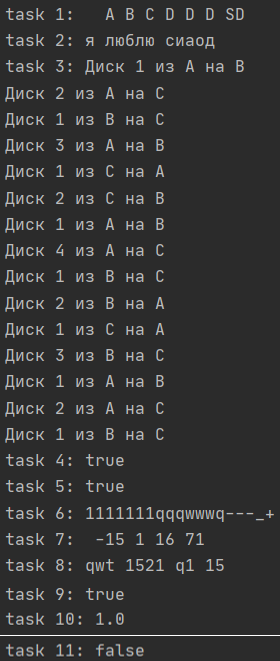 task 1:   A B C D D D SD
task 2: я люблю сиаод
task 3: Диск 1 из A на B
Диск 2 из A на C
Диск 1 из B на C
Диск 3 из A на B
Диск 1 из C на A
Диск 2 из C на B
Диск 1 из A на B
Диск 4 из A на C
Диск 1 из B на C
Диск 2 из B на A
Диск 1 из C на A
Диск 3 из B на C
Диск 1 из A на B
Диск 2 из A на C
Диск 1 из B на C
task 4: true
task 5: true
task 6: 1111111qqqwwwq---_+
task 7:  -15 1 16 71
task 8: qwt 1521 q1 15
task 9: true
task 10: 1.0
task 11: false